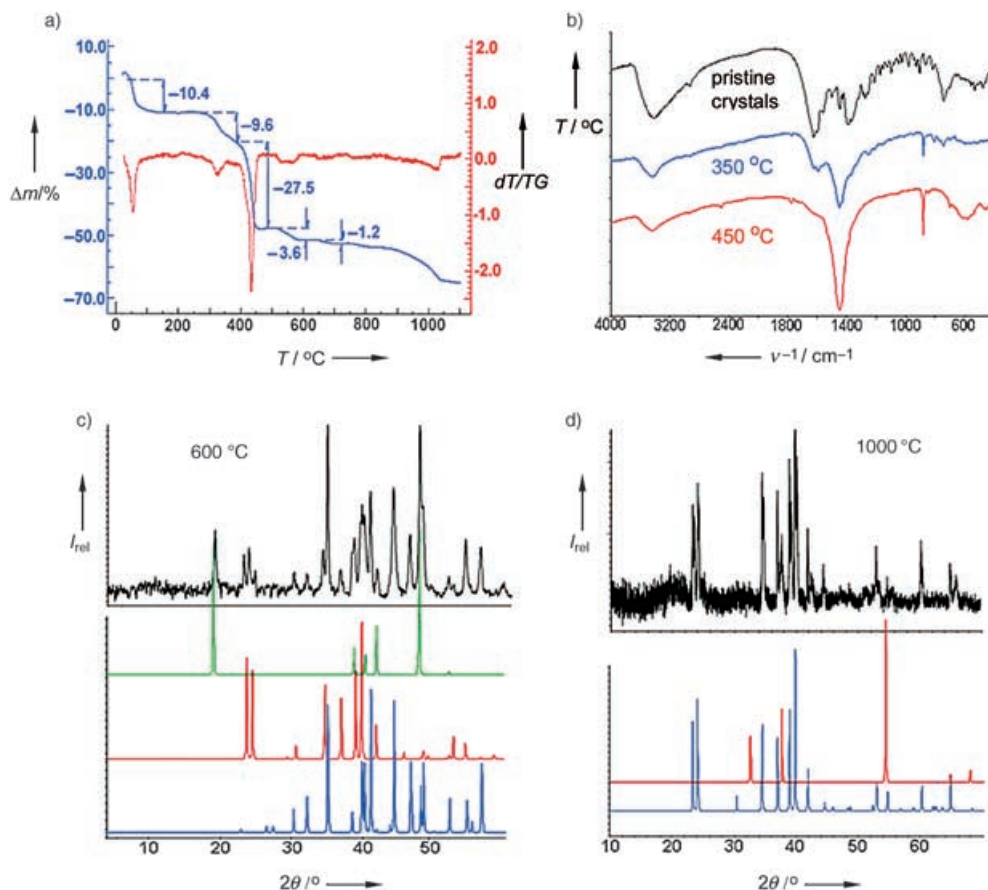 a)
10.0
−10.0
−30.0
−50.0
−70.0
Δm/%
−10.4
−9.6
−27.5
−3.6
−1.2
2.0
1.0
0.0
−1.0
−2.0
dT/TG
0 200 400 600 800 1000
T / °C
b)
T / °C
pristine
crystals
350 °C
450 °C
4000 3200 2400 1800 1400 1000 600
ν−1 / cm−1
c)
600 °C
Irel
10 20 30 40 50
2θ / °
d)
1000 °C
Irel
10 20 30 40 50 60
2θ / °